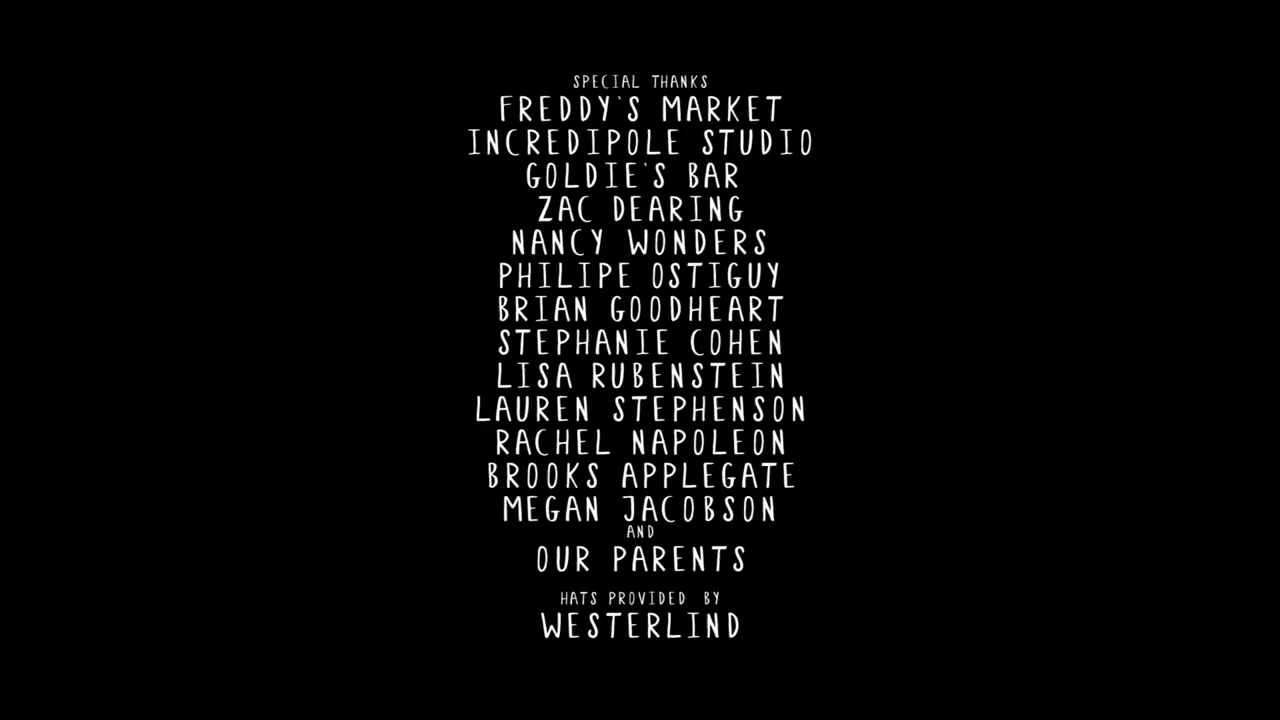 SPECIAL THANKS
FREDDY'S MARKET
INCREDIPOLE STUDIO
GOLDIE'S BAR
ZAC DEARING
NANCY WONDERS
PHILIPE OSTIGUY
BRIAN GOODHEART
STEPHANIE COHEN
LISA RUBENSTEIN
LAUREN STEPHENSON
RACHEL NAPOLEON
BROOKS APPLEGATE
MEGAN JACOBSON
AND
OUR PARENTS
HATS PROVIDED BY
WESTERLIND